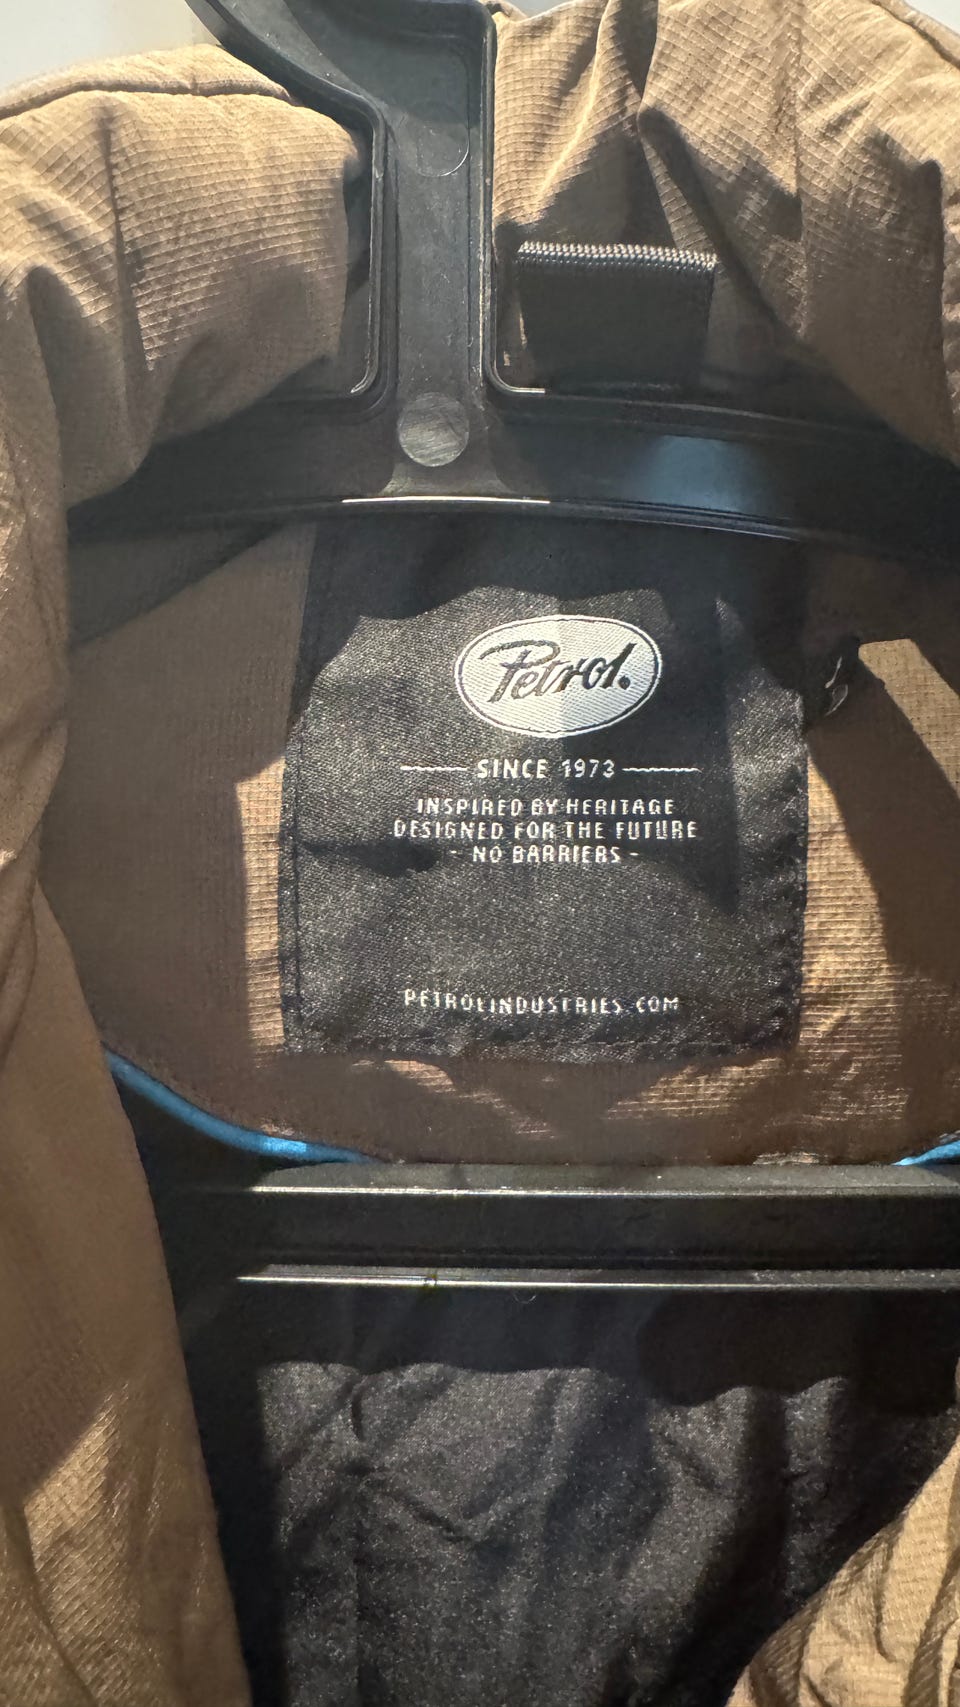 Petrol.
SINCE 1973
INSPIRED BY HERITAGE
DESIGNED FOR THE FUTURE
- NO BARRIERS -
PETROLINDUSTRIES.COM